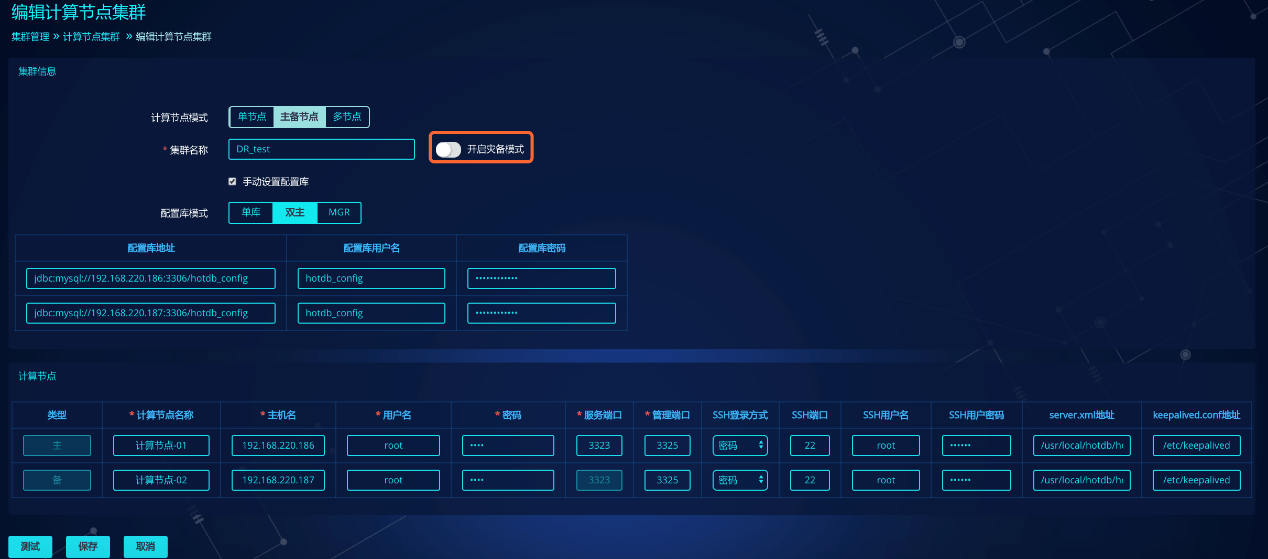 编辑计算节点集群
集群管理 » 计算节点集群 » 编辑计算节点集群
集群信息
计算节点模式 单节点 主备节点 多节点
* 集群名称 DR_test 开启灾备模式
手动设置配置库
配置库模式 单库 双主 MGR
配置库地址 配置库用户名 配置库密码
jdbc:mysql://192.168.220.186:3306/hotdb_config hotdb_config ············
jdbc:mysql://192.168.220.187:3306/hotdb_config hotdb_config ············
计算节点
类型 * 计算节点名称 * 主机名 * 用户名 * 密码 * 服务端口 * 管理端口 SSH登录方式 SSH端口 SSH用户名 SSH用户密码 server.xml地址 keepalived.conf地址
主 计算节点-01 192.168.220.186 root ···· 3323 3325 密码 22 root ······ /usr/local/hotdb/h /etc/keepalived
备 计算节点-02 192.168.220.187 root ···· 3323 3325 密码 22 root ······ /usr/local/hotdb/h /etc/keepalived
测试 保存 取消